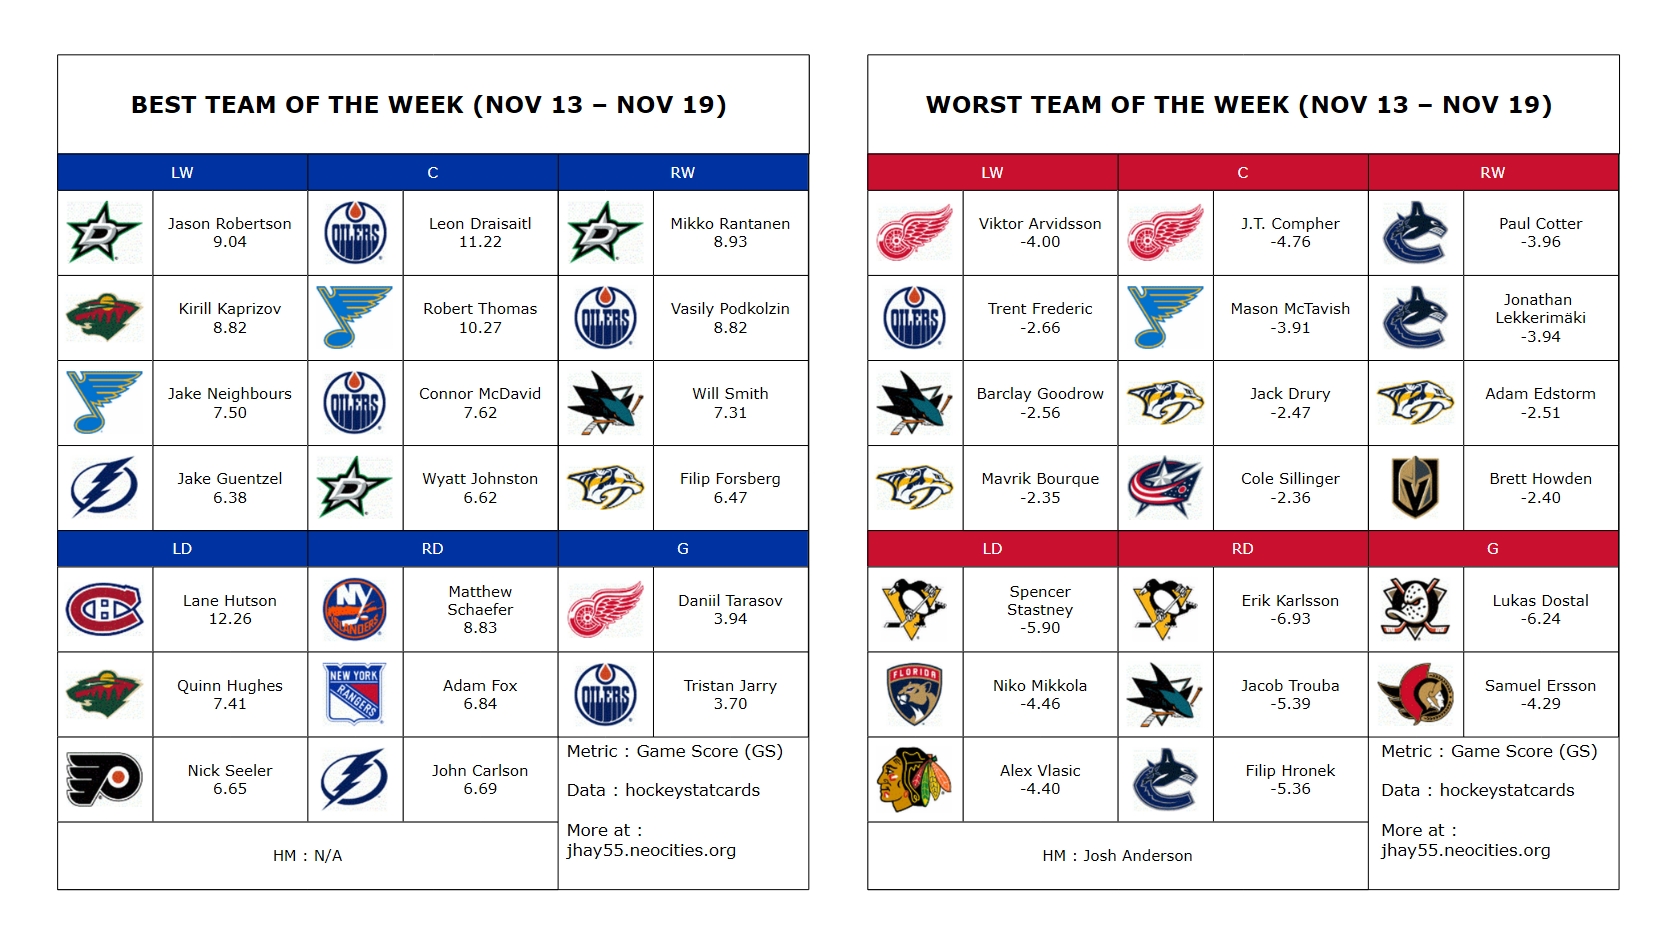 BEST TEAM OF THE WEEK (NOV 13 – NOV 19)
LW
C
RW
Jason Robertson
9.04
Leon Draisaitl
11.22
Mikko Rantanen
8.93
Kirill Kaprizov
8.82
Robert Thomas
10.27
Vasily Podkolzin
8.82
Jake Neighbours
7.50
Connor McDavid
7.62
Will Smith
7.31
Jake Guentzel
6.38
Wyatt Johnston
6.62
Filip Forsberg
6.47
LD
RD
G
Lane Hutson
12.26
Matthew
Schaefer
8.83
Daniil Tarasov
3.94
Quinn Hughes
7.41
Adam Fox
6.84
Tristan Jarry
3.70
Nick Seeler
6.65
John Carlson
6.69
Metric : Game Score (GS)
Data : hockeystatcards
More at :
jhay55.neocities.org
HM : N/A
WORST TEAM OF THE WEEK (NOV 13 – NOV 19)
LW
C
RW
Viktor Arvidsson
-4.00
J.T. Compher
-4.76
Paul Cotter
-3.96
Trent Frederic
-2.66
Mason McTavish
-3.91
Jonathan
Lekkerimäki
-3.94
Barclay Goodrow
-2.56
Jack Drury
-2.47
Adam Edstorm
-2.51
Mavrik Bourque
-2.35
Cole Sillinger
-2.36
Brett Howden
-2.40
LD
RD
G
Spencer
Stastney
-5.90
Erik Karlsson
-6.93
Lukas Dostal
-6.24
Niko Mikkola
-4.46
Jacob Trouba
-5.39
Samuel Ersson
-4.29
Alex Vlasic
-4.40
Filip Hronek
-5.36
Metric : Game Score (GS)
Data : hockeystatcards
More at :
jhay55.neocities.org
HM : Josh Anderson
OILERS
OILERS
OILERS
OILERS
NY
ISLANDERS
NEW YORK
RANGERS
OILERS
FLORIDA